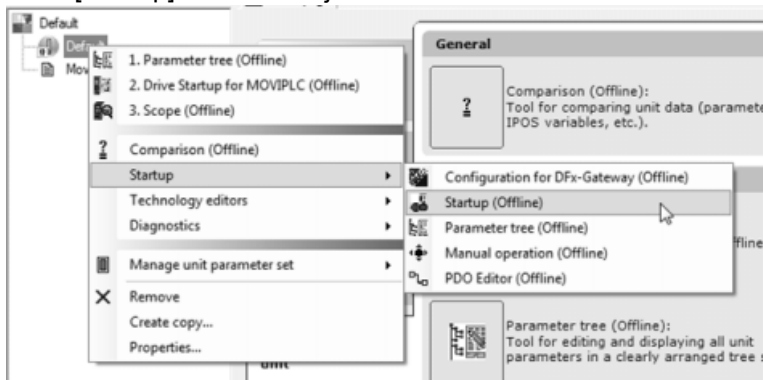 Default
General
1. Parameter tree (Offline)
2. Drive Startup for MOVIPLC (Offline)
3. Scope (Offline)
Comparison (Offline):
Tool for comparing unit data
IPOS variables, etc.).
?
?
Comparison (Offline)
Startup
Technology editors
Diagnostics
Configuration for DFx-Gateway (Offline)
Startup (Offline)
Parameter tree (Offline)
Manual operation (Offline)
PDO Editor (Offline)
Manage unit parameter set
Remove
Create copy...
Properties...
Parameter tree (Offline):
Tool for editing and displaying all unit
parameters in a clearly arranged tree